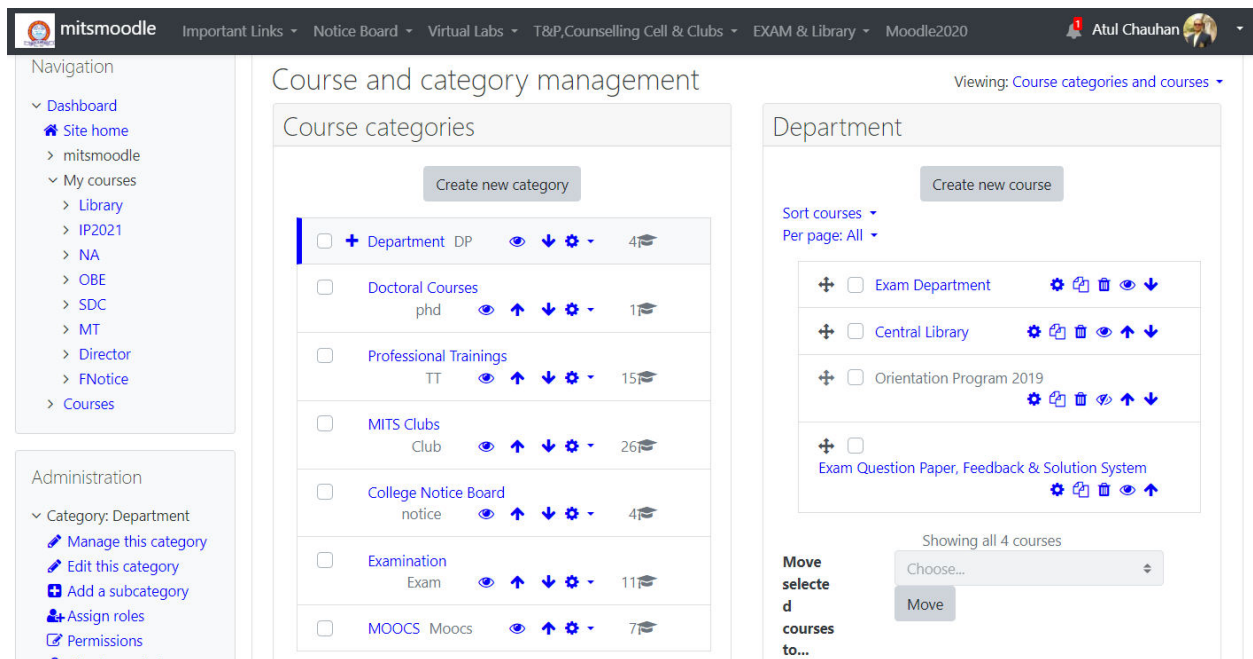 mitsmoodle Important Links Notice Board Virtual Labs T&P,Counselling Cell & Clubs EXAM & Library Moodle2020 1 Atul Chauhan
Navigation
Dashboard
Site home
mitsmoodle
My courses
Library
IP2021
NA
OBE
SDC
MT
Director
FNotice
Courses
Administration
Category: Department
Manage this category
Edit this category
Add a subcategory
Assign roles
Permissions
Course and category management
Viewing: Course categories and courses
Course categories
Create new category
Department DP 4
Doctoral Courses
phd 1
Professional Trainings
TT 15
MITS Clubs
Club 26
College Notice Board
notice 4
Examination
Exam 11
MOOCS Moocs 7
Department
Create new course
Sort courses
Per page: All
Exam Department
Central Library
Orientation Program 2019
Exam Question Paper, Feedback & Solution System
Showing all 4 courses
Move
selecte
d
courses
to...
Choose...
Move